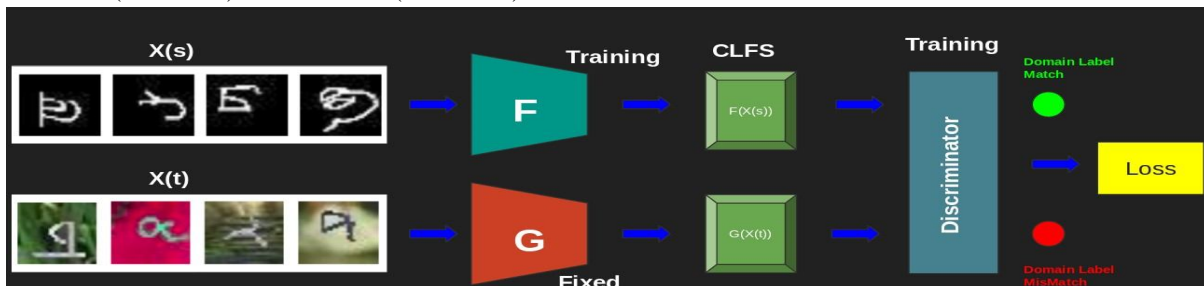 X(s)
Training
CLFS
Training
Domain Label
Match
F
F(X(s))
Discriminator
Loss
X(t)
G
G(X(t))
Fixed
Domain Label
MisMatch